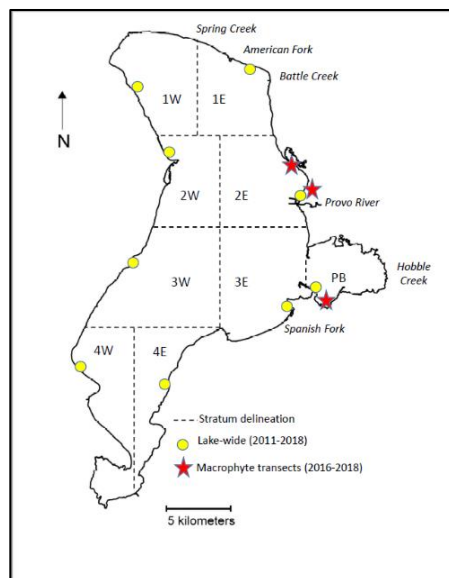 Spring Creek
American Fork
Battle Creek
1W
1E
N
2W
2E
Provo River
PB
Hobble
Creek
3W
3E
Spanish Fork
4W
4E
Stratum delineation
Lake-wide (2011-2018)
Macrophyte transects (2016-2018)
5 kilometers